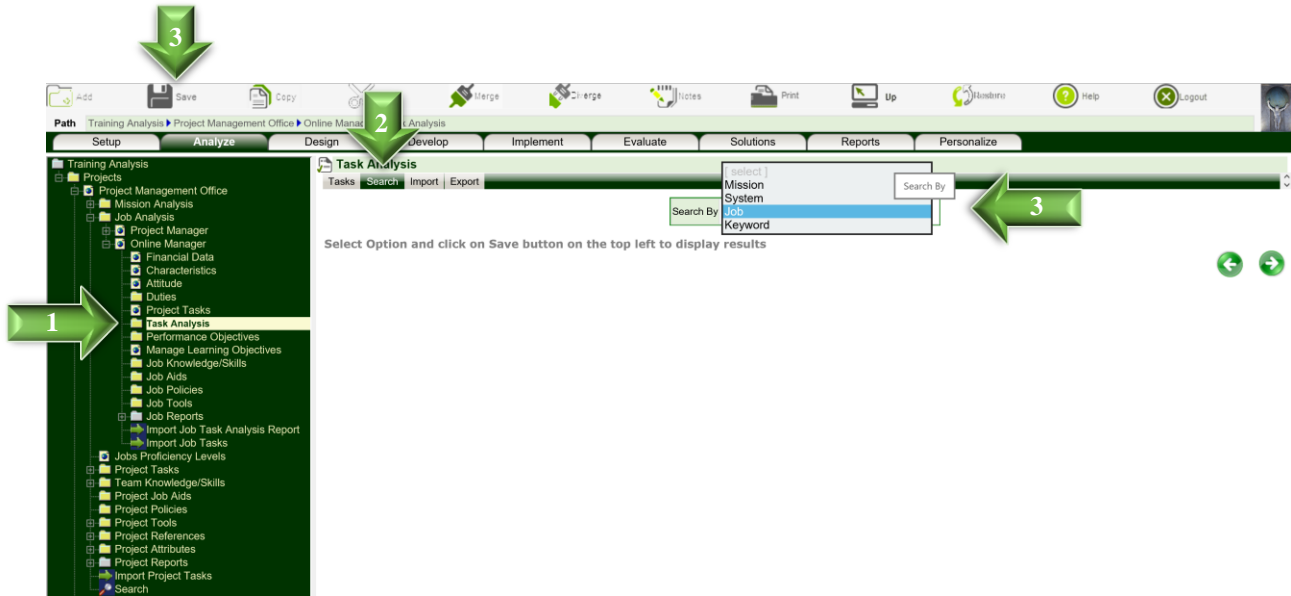 3
Add Save Copy Merge Diverge Notes Print Up Restore Help Logout
Path Training Analysis Project Management Office Online Analysis
2
Setup Analyze Design Develop Implement Evaluate Solutions Reports Personalize
Training Analysis
Projects
Project Management Office
Mission Analysis
Job Analysis
Project Manager
Online Manager
Financial Data
Characteristics
Attitude
Duties
Project Tasks
1
Task Analysis
Performance Objectives
Manage Learning Objectives
Job Knowledge/Skills
Job Aids
Job Policies
Job Tools
Job Reports
Import Job Task Analysis Report
Import Job Tasks
Jobs Proficiency Levels
Project Tasks
Team Knowledge/Skills
Project Job Aids
Project Policies
Project Tools
Project References
Project Attributes
Project Reports
Import Project Tasks
Search
Task Analysis
Tasks Search Import Export
[ select ]
Mission
System
Search By Job
Keyword
Search By
3
Select Option and click on Save button on the top left to display results